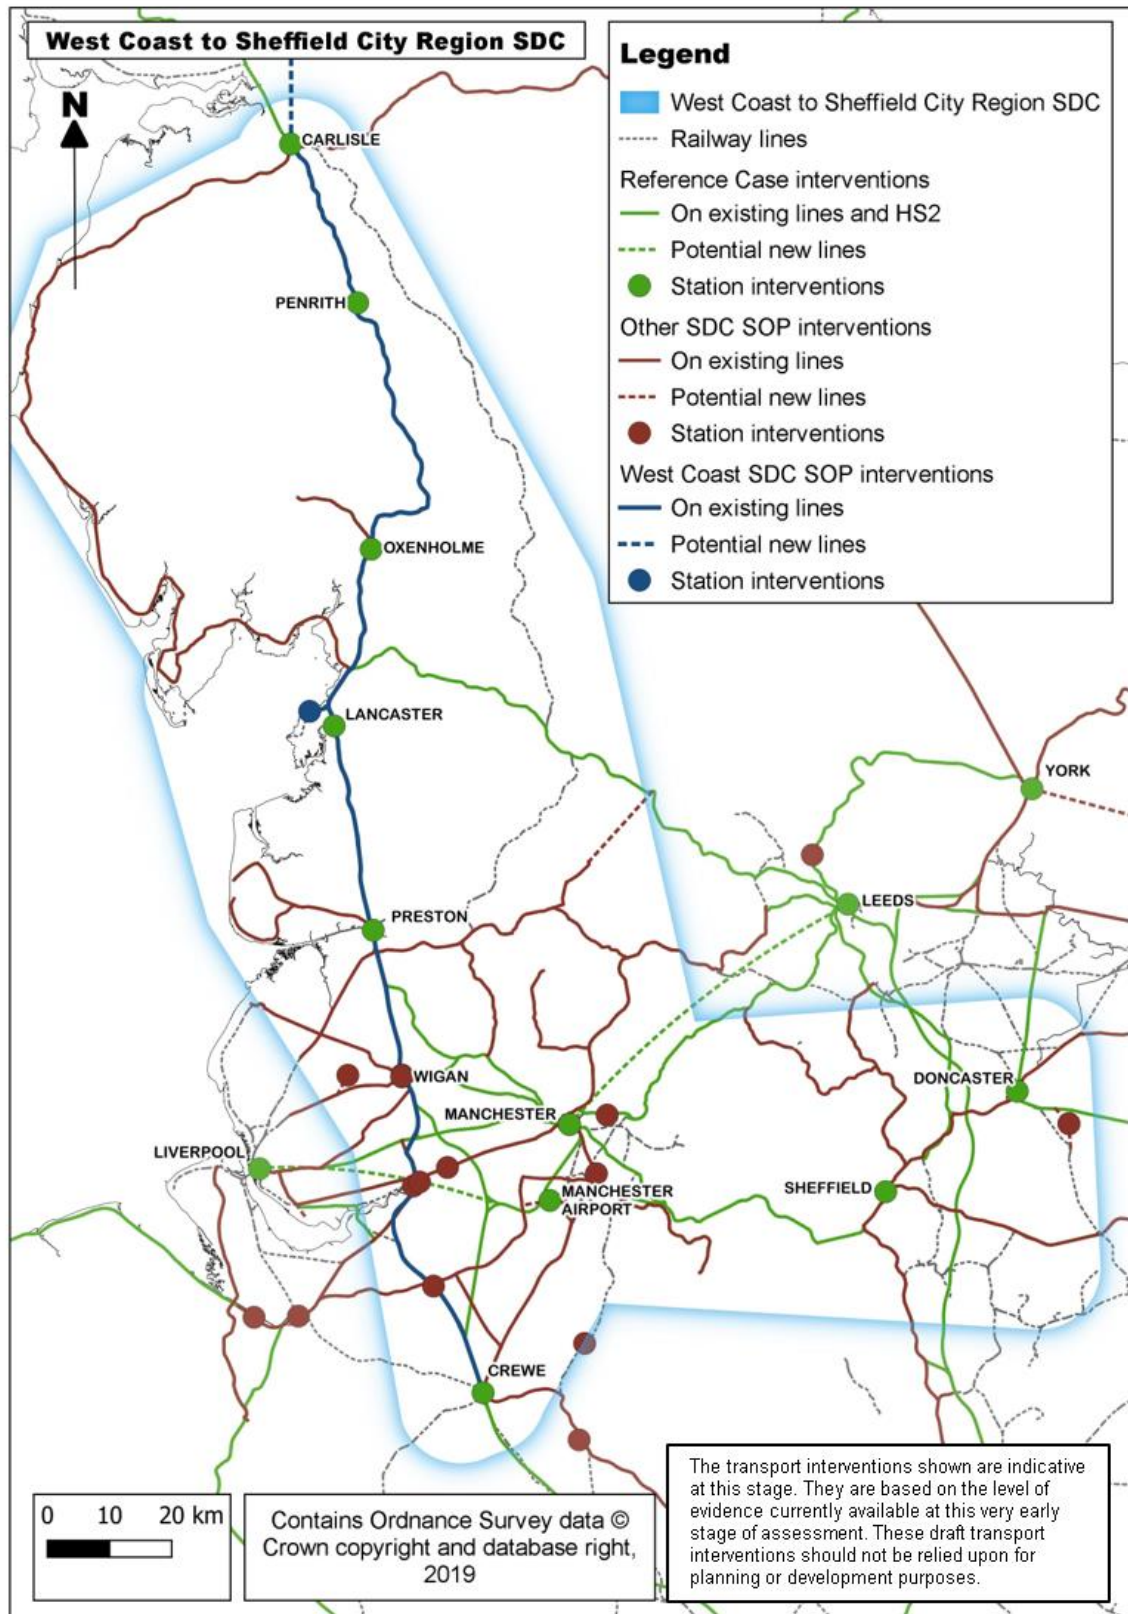 West Coast to Sheffield City Region SDC
Legend
West Coast to Sheffield City Region SDC
Railway lines
Reference Case interventions
On existing lines and HS2
Potential new lines
Station interventions
Other SDC SOP interventions
On existing lines
Potential new lines
Station interventions
West Coast SDC SOP interventions
On existing lines
Potential new lines
Station interventions
N
CARLISLE
PENRITH
OXENHOLME
LANCASTER
YORK
LEEDS
PRESTON
WIGAN
DONCASTER
MANCHESTER
LIVERPOOL
MANCHESTER
AIRPORT
SHEFFIELD
CREWE
0 10 20 km
Contains Ordnance Survey data ©
Crown copyright and database right,
2019
The transport interventions shown are indicative
at this stage. They are based on the level of
evidence currently available at this very early
stage of assessment. These draft transport
interventions should not be relied upon for
planning or development purposes.